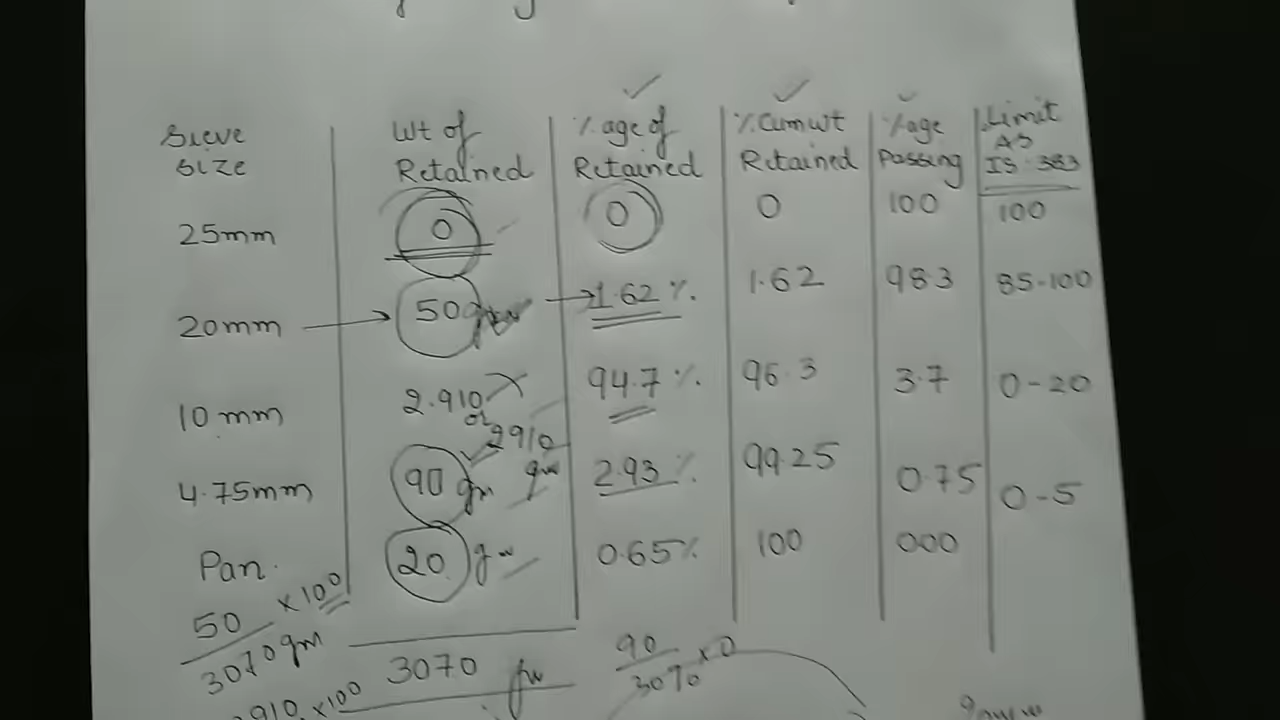 Sieve Size | Wt of Retained | % age of Retained | % Cum wt Retained | % age Passing | Limit As IS-383
25mm | 0 | 0 | 0 | 100 | 100
20mm | 50 | 1.62 % | 1.62 | 98.3 | 85-100
10 mm | 2.910 or 2910 gm | 94.7 % | 96.3 | 3.7 | 0-20
4.75mm | 90 gm | 2.93 % | 99.25 | 0.75 | 0-5
Pan | 20 gm | 0.65% | 100 | 000
50 × 100
3070 gm
3070 gm
90 × 0
3070
910 × 100